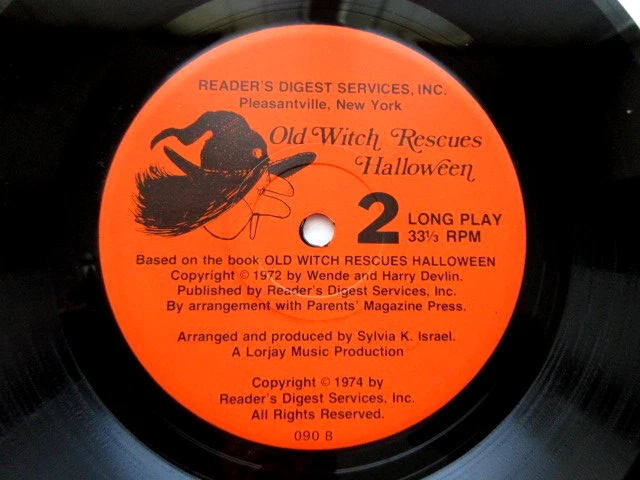 READER'S DIGEST SERVICES, INC.
Pleasantville, New York
Old Witch Rescues
Halloween
2
LONG PLAY
33⅓ RPM
Based on the book OLD WITCH RESCUES HALLOWEEN
Copyright © 1972 by Wende and Harry Devlin.
Published by Reader's Digest Services, Inc.
By arrangement with Parents' Magazine Press.
Arranged and produced by Sylvia K. Israel.
A Lorjay Music Production
Copyright © 1974 by
Reader's Digest Services, Inc.
All Rights Reserved.
090 B